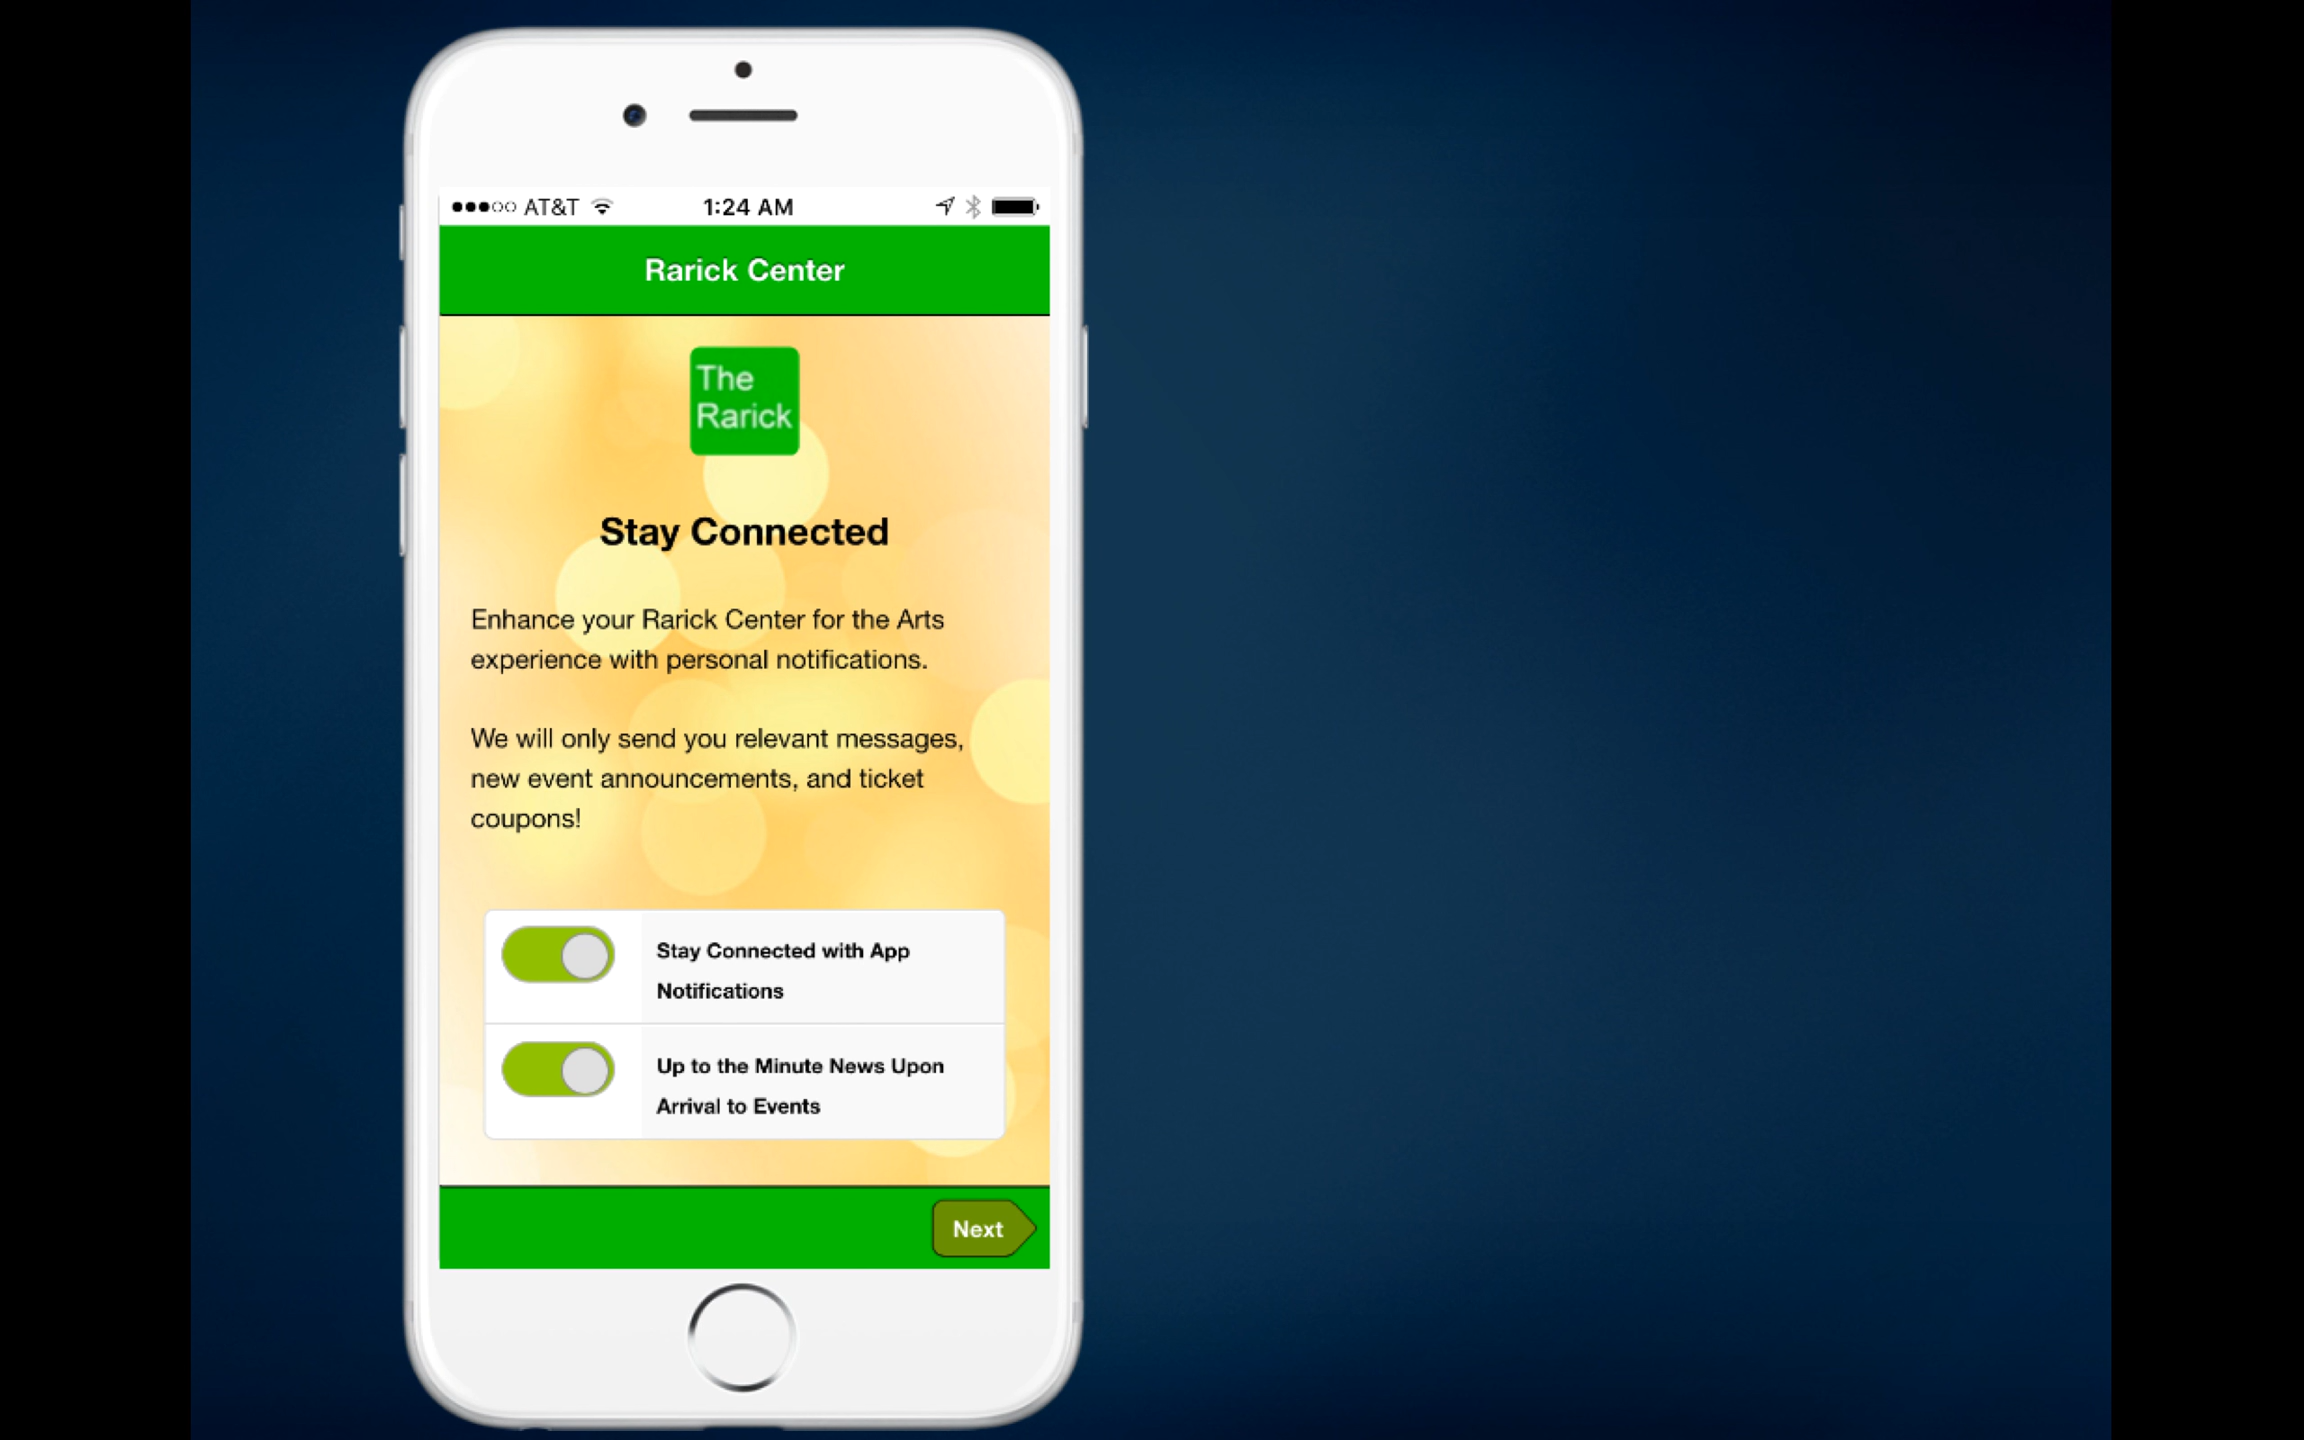 AT&T 1:24 AM
Rarick Center
The
Rarick
Stay Connected
Enhance your Rarick Center for the Arts
experience with personal notifications.
We will only send you relevant messages,
new event announcements, and ticket
coupons!
Stay Connected with App
Notifications
Up to the Minute News Upon
Arrival to Events
Next